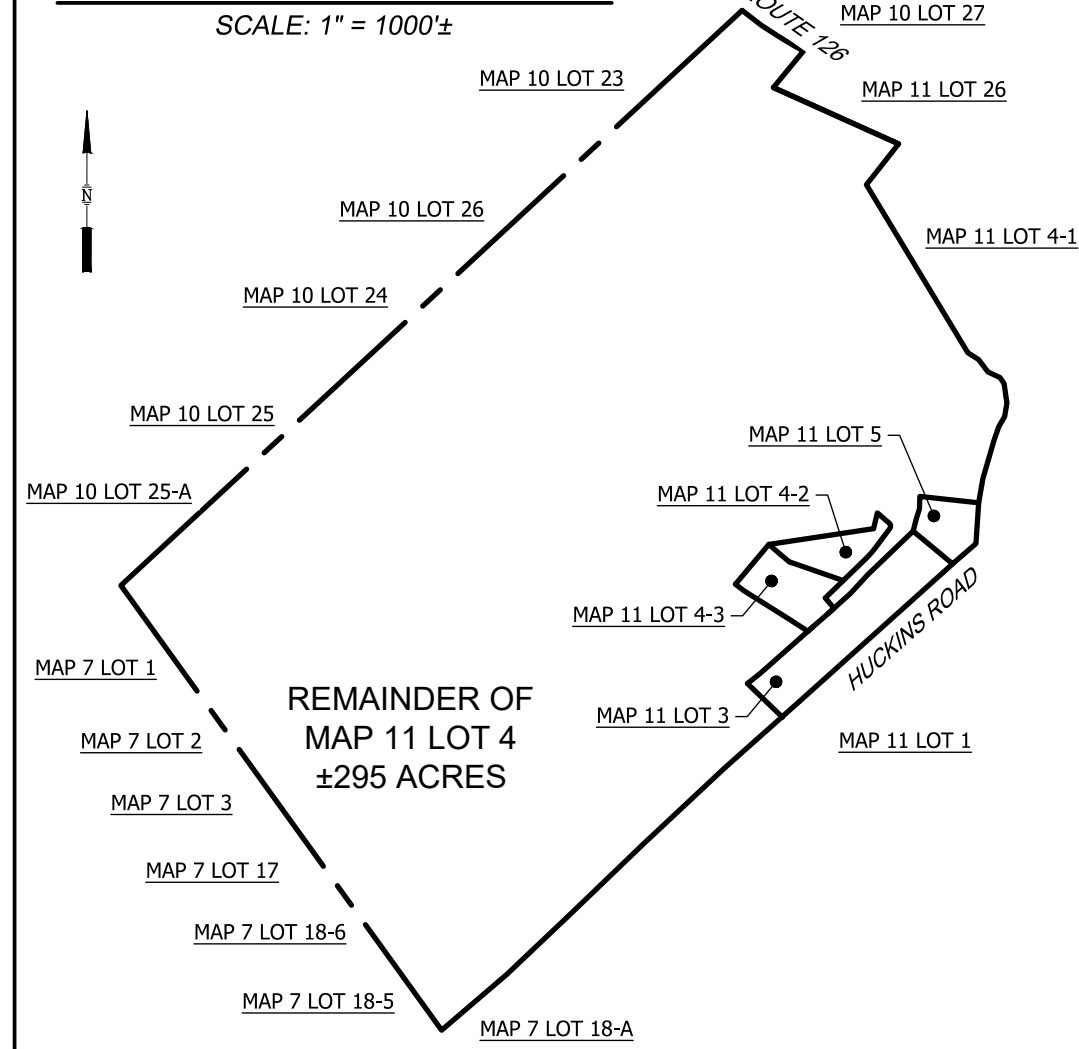 SCALE: 1" = 1000'±
MAP 10 LOT 27
ROUTE 126
MAP 10 LOT 23
MAP 11 LOT 26
N
MAP 10 LOT 26
MAP 11 LOT 4-1
MAP 10 LOT 24
MAP 10 LOT 25
MAP 11 LOT 5
MAP 10 LOT 25-A
MAP 11 LOT 4-2
MAP 11 LOT 4-3
HUCKINS ROAD
MAP 7 LOT 1
REMAINDER OF
MAP 11 LOT 4
±295 ACRES
MAP 11 LOT 3
MAP 7 LOT 2
MAP 11 LOT 1
MAP 7 LOT 3
MAP 7 LOT 17
MAP 7 LOT 18-6
MAP 7 LOT 18-5
MAP 7 LOT 18-A